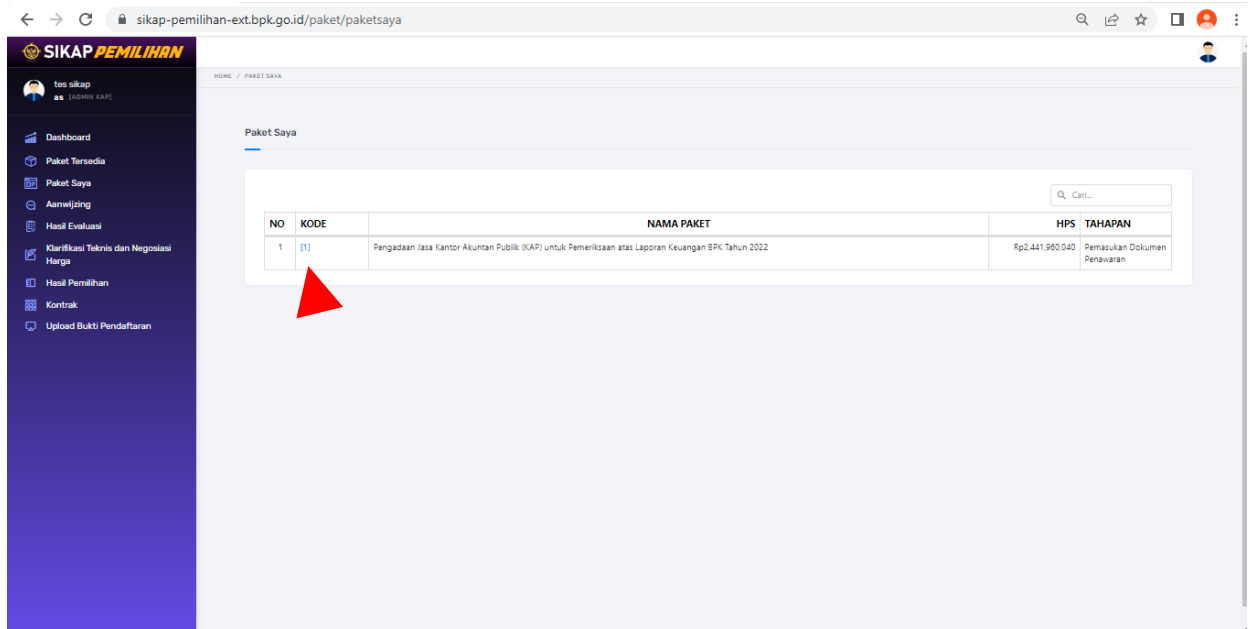 sikap-pemilihan-ext.bpk.go.id/paket/paketsaya
SIKAP PEMILIHAN
tes sikap
as [ADMIN KAP]
HOME / PAKET SAYA
Dashboard
Paket Tersedia
Paket Saya
Aanwijzing
Hasil Evaluasi
Klarifikasi Teknis dan Negosiasi
Harga
Hasil Pemilihan
Kontrak
Upload Bukti Pendaftaran
Paket Saya
Cari...
NO KODE NAMA PAKET HPS TAHAPAN
1 [1] Pengadaan Jasa Kantor Akuntan Publik (KAP) untuk Pemeriksaan atas Laporan Keuangan BPK Tahun 2022 Rp2,441,960,040 Pemasukan Dokumen
Penawaran